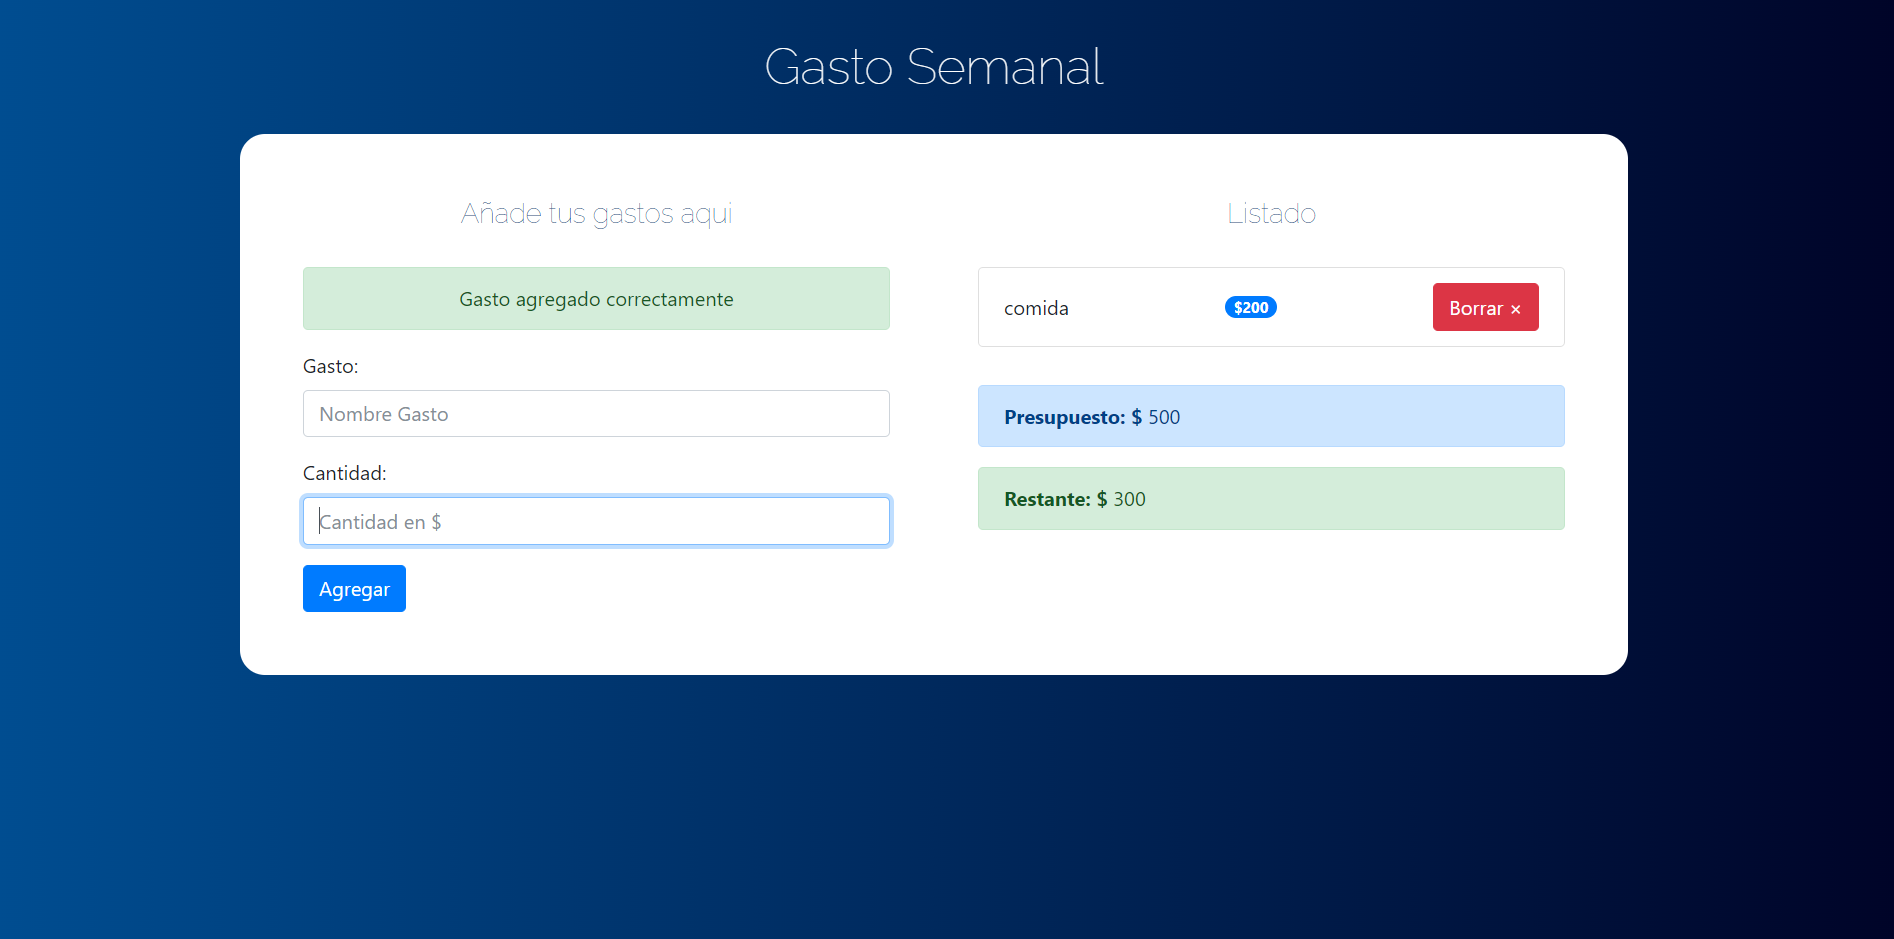 Gasto Semanal
Añade tus gastos aqui
Gasto agregado correctamente
Gasto:
Nombre Gasto
Cantidad:
Cantidad en $
Agregar
Listado
comida $200 Borrar ×
Presupuesto: $ 500
Restante: $ 300